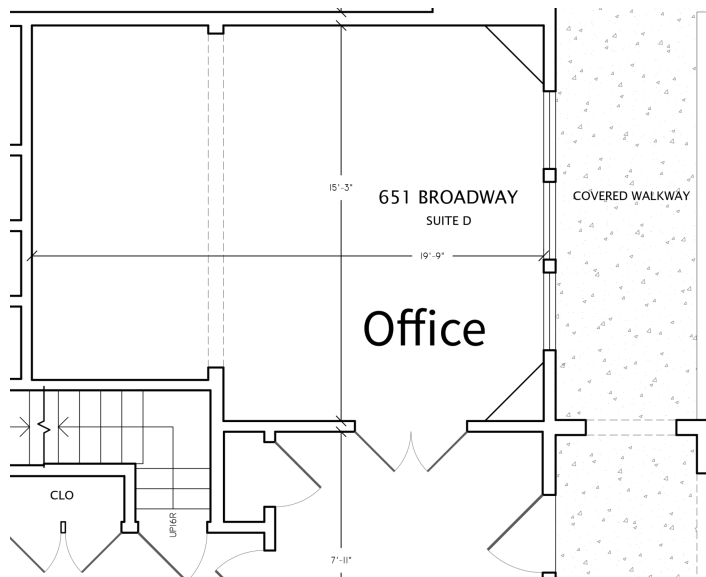 15'-3"
651 BROADWAY
SUITE D
COVERED WALKWAY
19'-9"
Office
CLO
UP16R
7'-11"